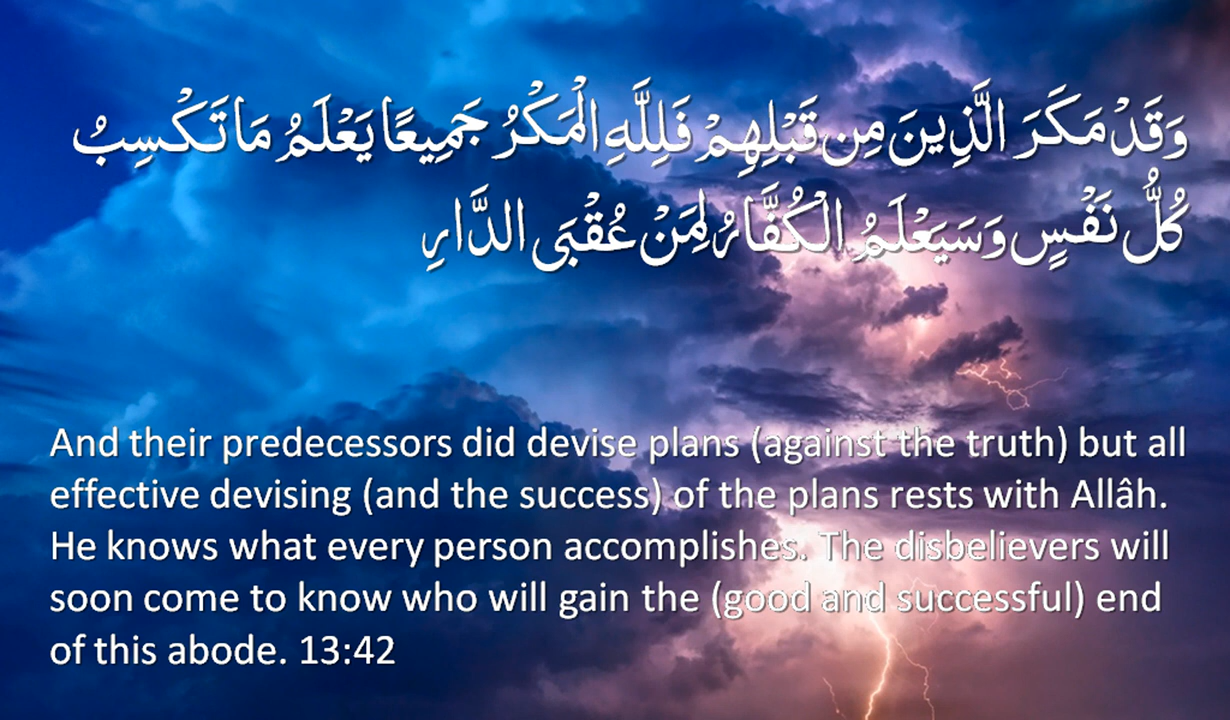 وَقَدْ مَكَرَ الَّذِينَ مِن قَبْلِهِمْ فَلِلَّهِ الْمَكْرُ جَمِيعًا يَعْلَمُ مَا تَكْسِبُ
كُلُّ نَفْسٍ وَسَيَعْلَمُ الْكُفَّارُ لِمَنْ عُقْبَى الدَّارِ
And their predecessors did devise plans (against the truth) but all
effective devising (and the success) of the plans rests with Allâh.
He knows what every person accomplishes. The disbelievers will
soon come to know who will gain the (good and successful) end
of this abode. 13:42